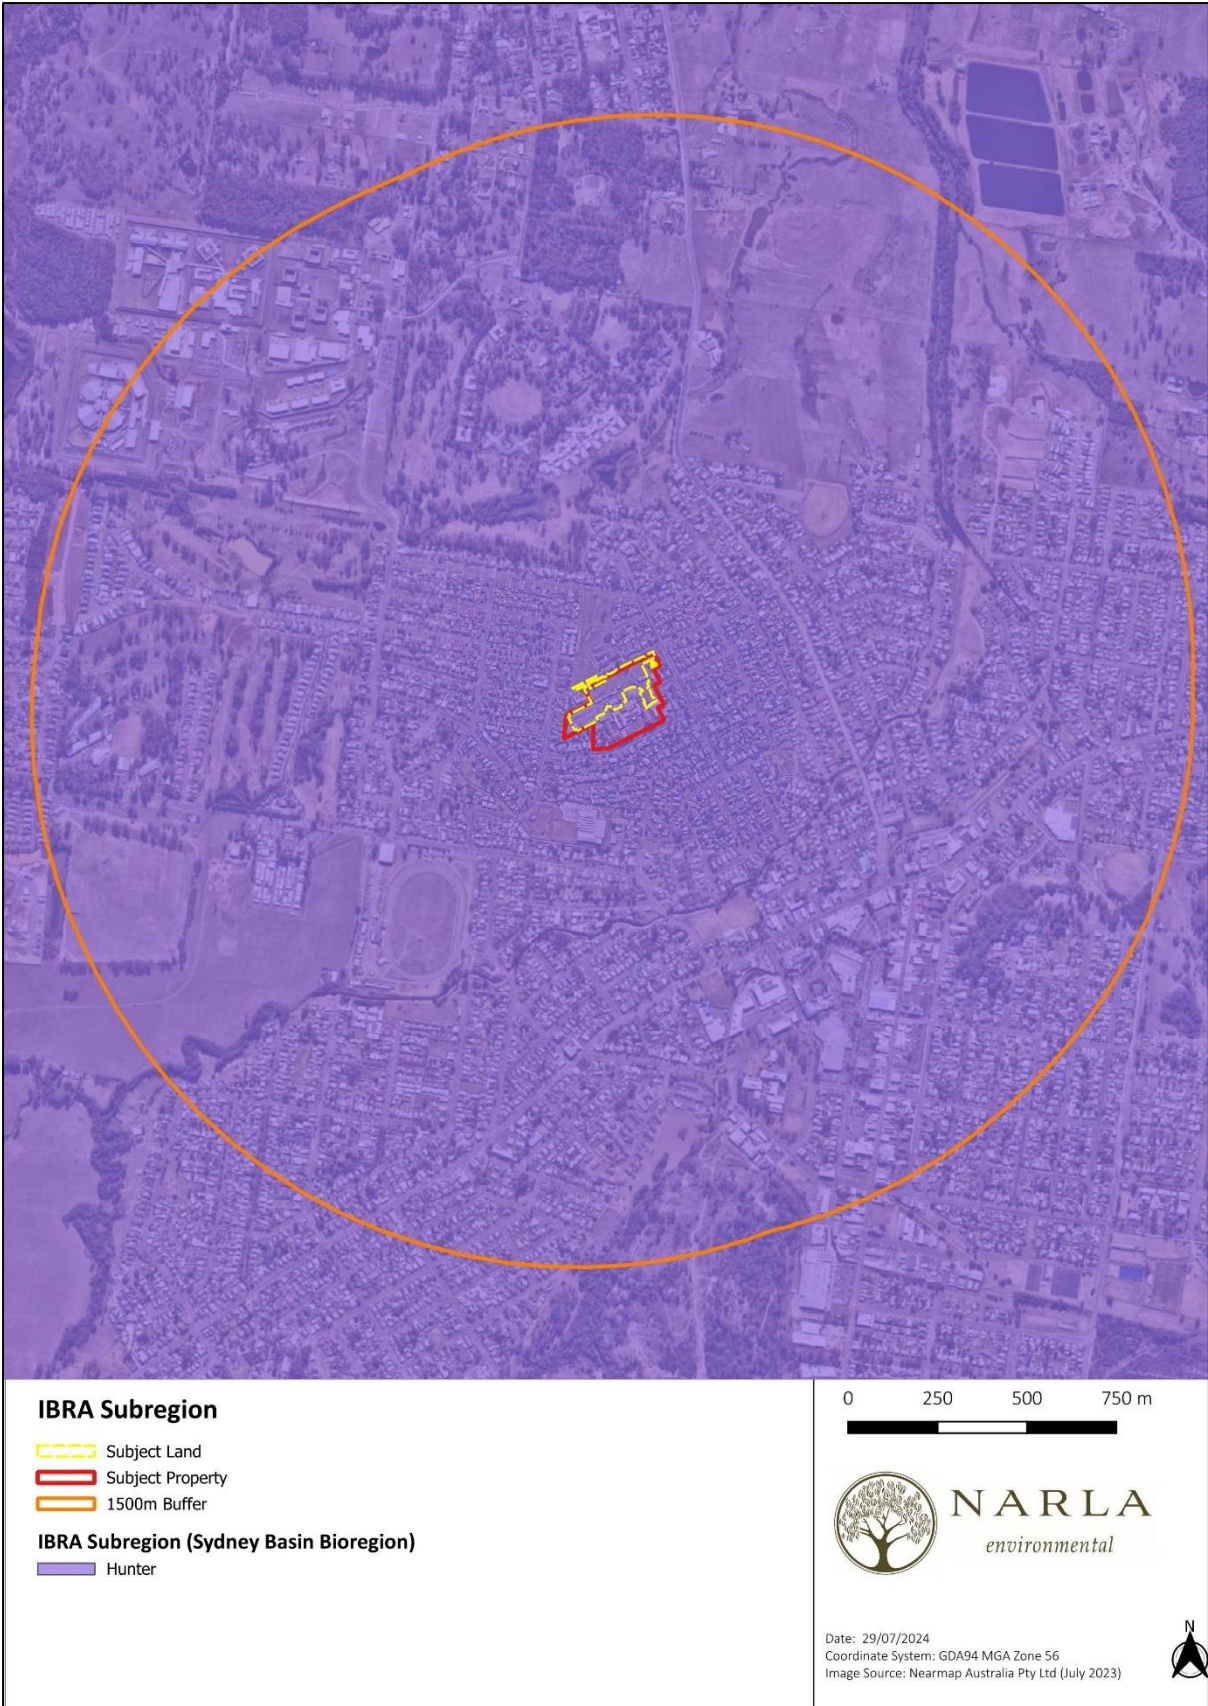 IBRA Subregion
Subject Land
Subject Property
1500m Buffer
IBRA Subregion (Sydney Basin Bioregion)
Hunter
0 250 500 750 m
NARLA
environmental
Date: 29/07/2024
Coordinate System: GDA94 MGA Zone 56
Image Source: Nearmap Australia Pty Ltd (July 2023)
N